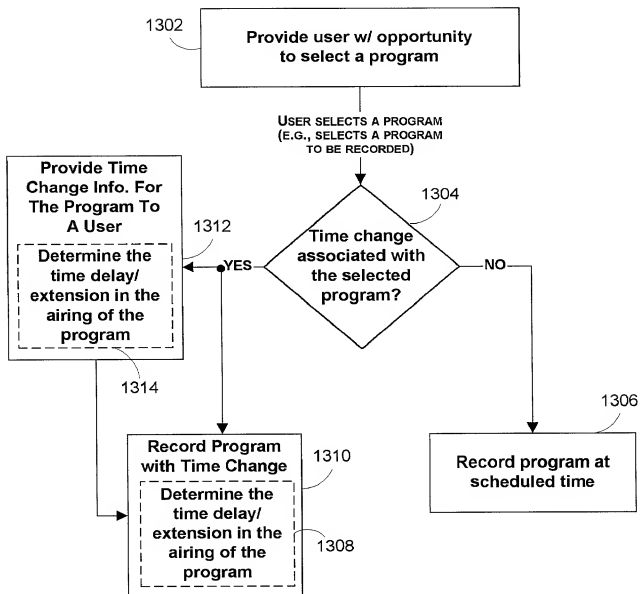 1302
Provide user w/ opportunity
to select a program
USER SELECTS A PROGRAM
(E.G., SELECTS A PROGRAM
TO BE RECORDED)
1304
Time change
associated with
the selected
program?
YES
NO
Provide Time
Change Info. For
The Program To
A User
1312
Determine the
time delay/
extension in the
airing of the
program
1314
Record Program
with Time Change
1310
Determine the
time delay/
extension in the
airing of the
program
1308
1306
Record program at
scheduled time